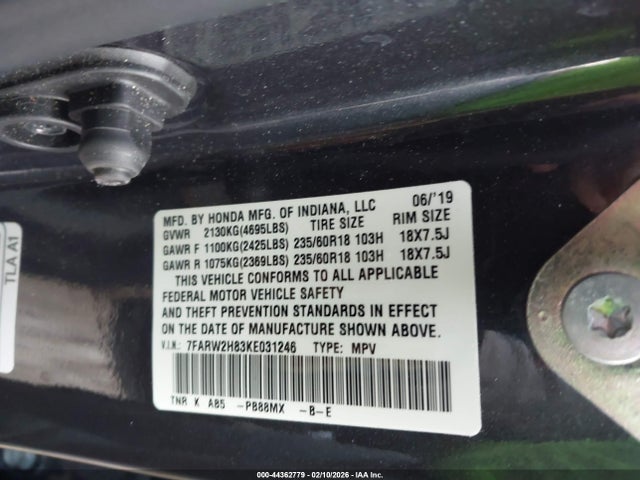 MFD. BY HONDA MFG. OF INDIANA, LLC 06/'19
GVWR 2130KG(4695LBS) TIRE SIZE RIM SIZE
GAWR F 1100KG(2425LBS) 235/60R18 103H 18X7.5J
GAWR R 1075KG(2369LBS) 235/60R18 103H 18X7.5J
THIS VEHICLE CONFORMS TO ALL APPLICABLE
FEDERAL MOTOR VEHICLE SAFETY
AND THEFT PREVENTION STANDARDS IN EFFECT
ON THE DATE OF MANUFACTURE SHOWN ABOVE.
V.I.N.: 7FARW2H83KE031246 TYPE: MPV
TNR K A85 -PB88MX -B-E
TLA A1
000-44362779 - 02/10/2026 - IAA Inc.